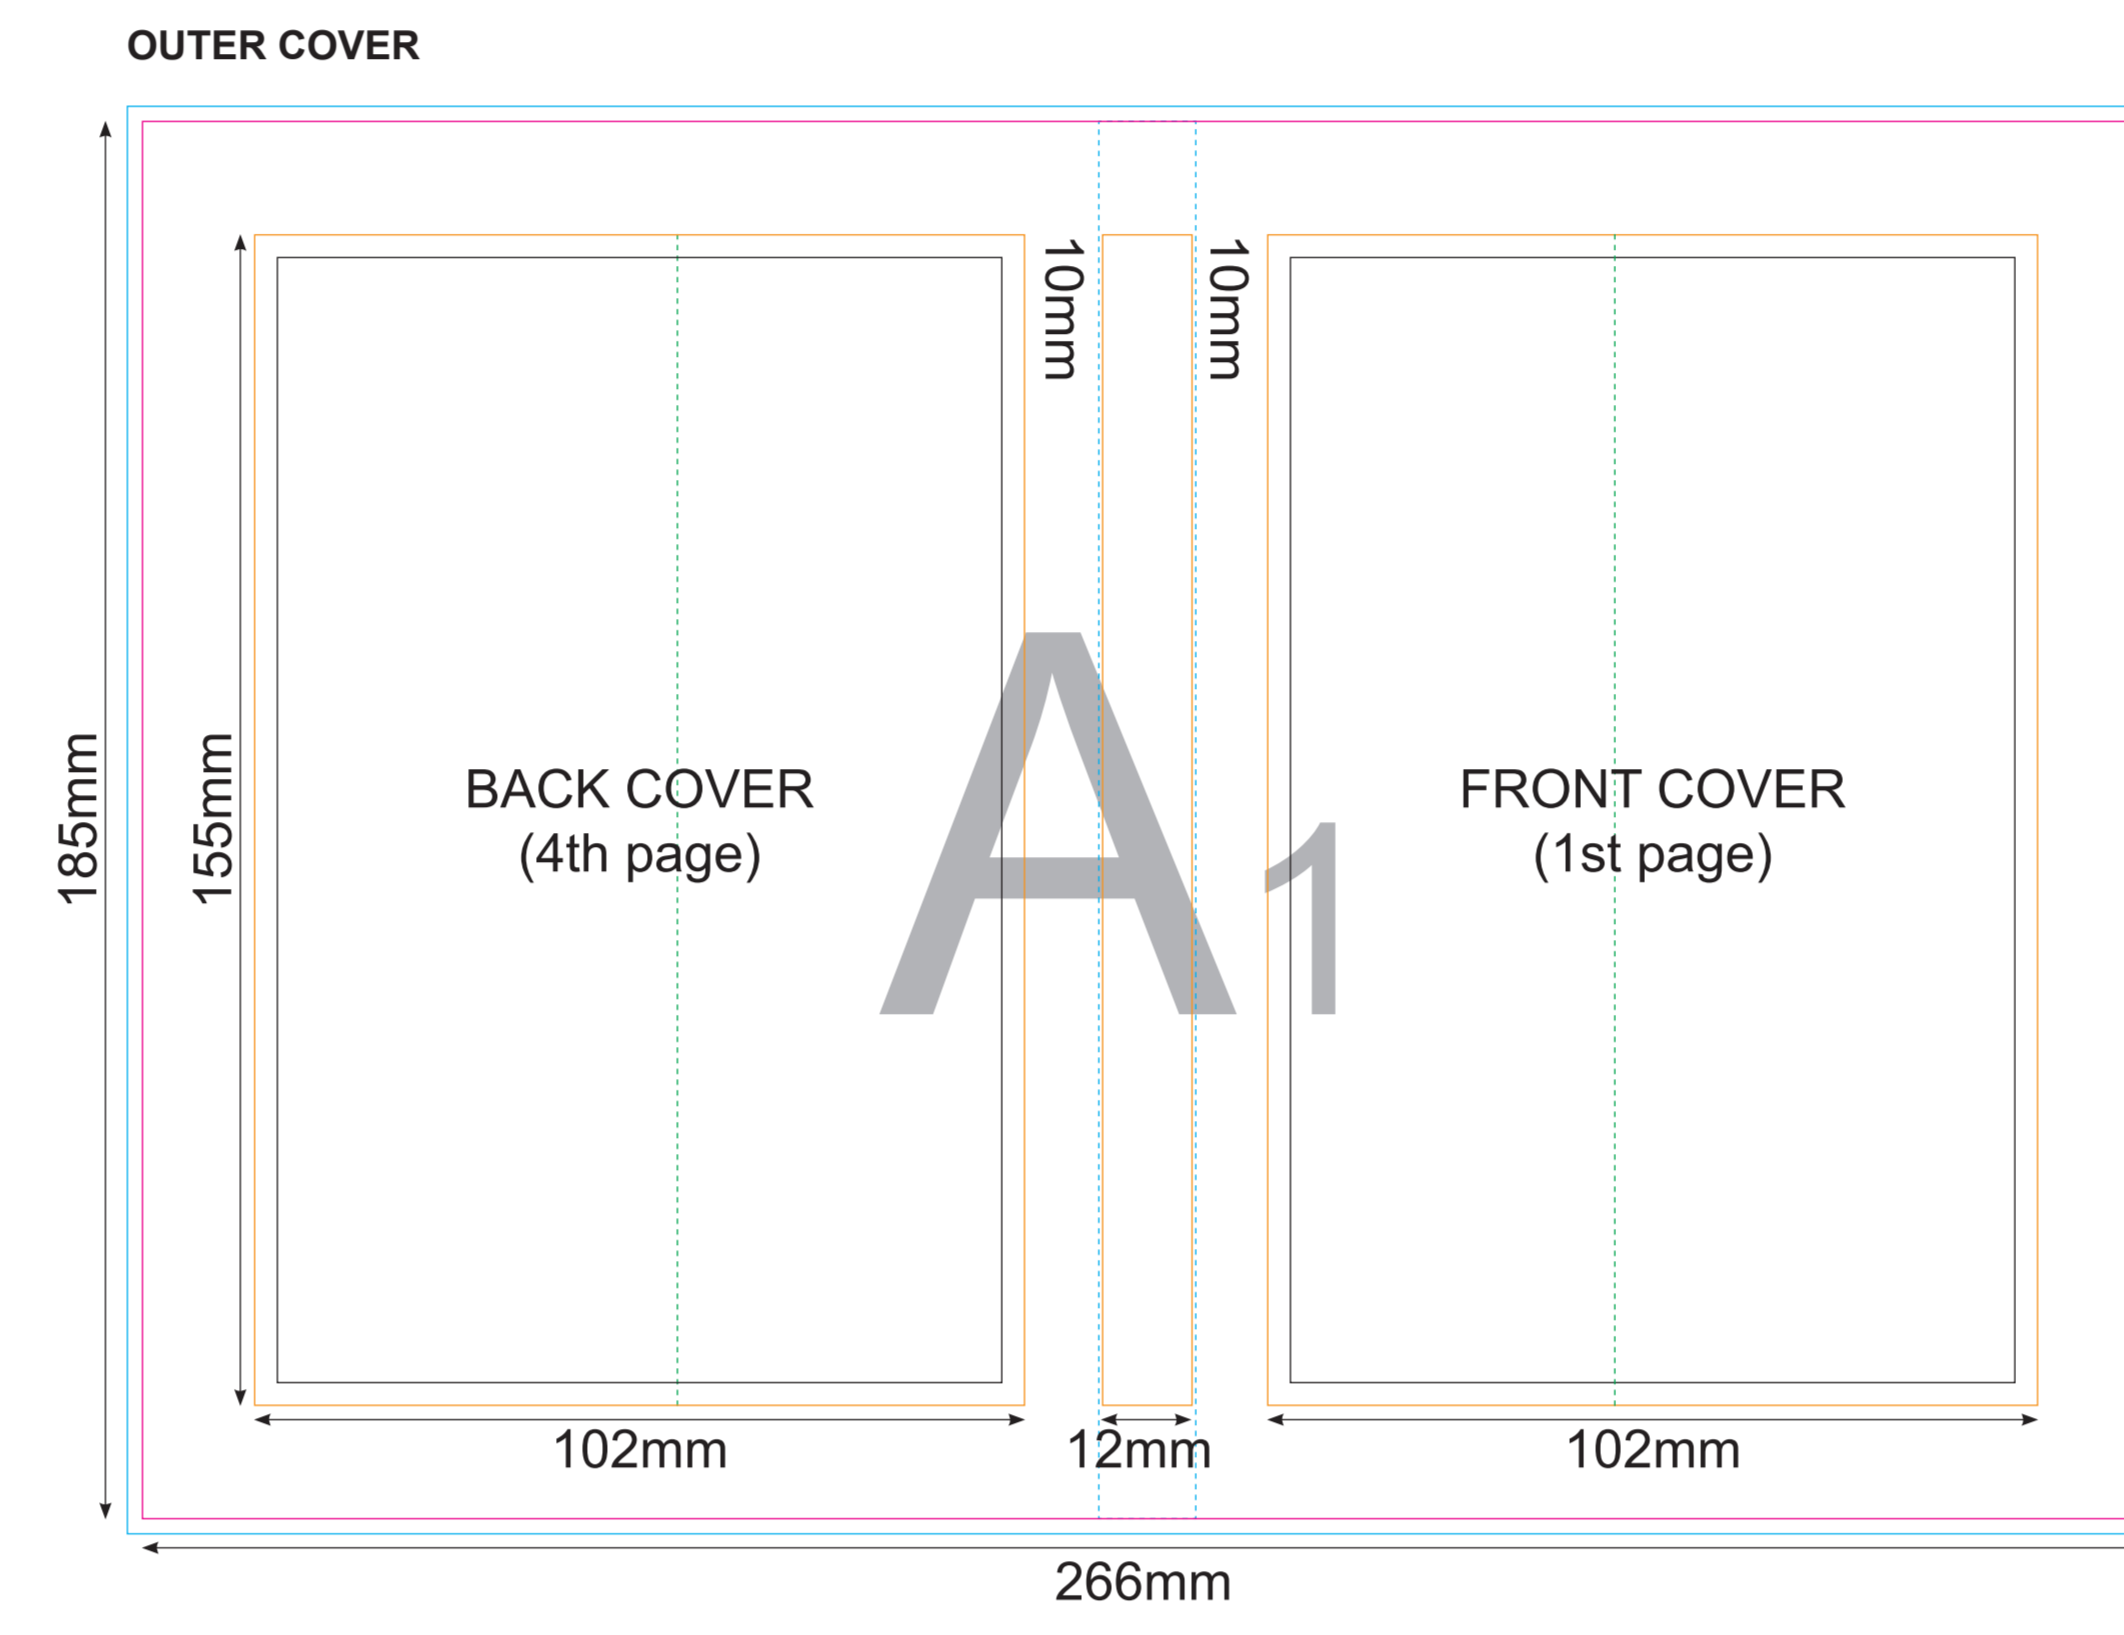 OUTER COVER
10mm
10mm
185mm
155mm
BACK COVER
(4th page)
A1
FRONT COVER
(1st page)
102mm
12mm
102mm
266mm